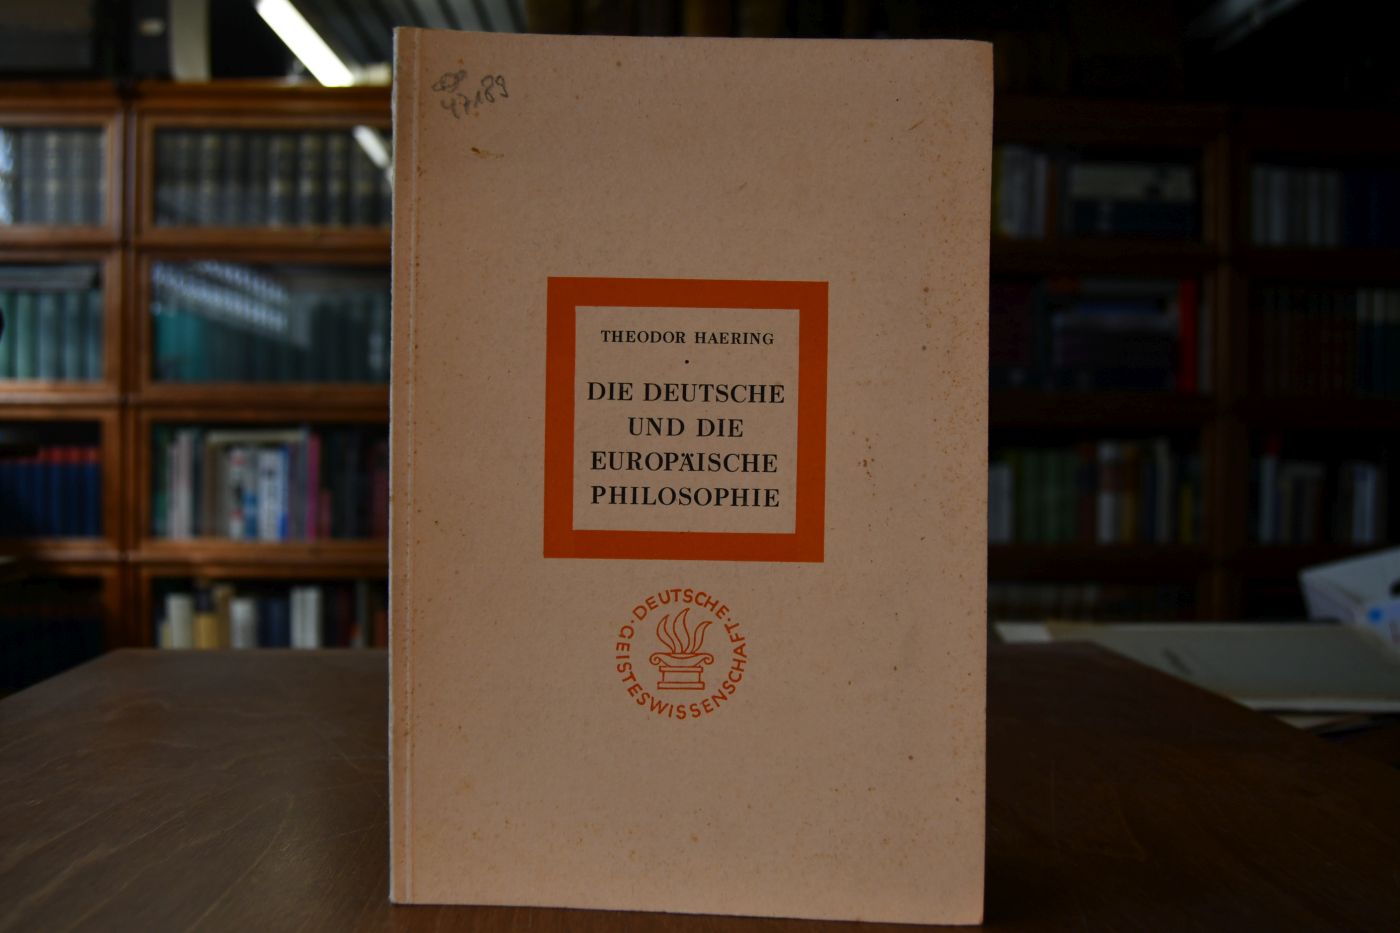 47189
THEODOR HAERING
·
DIE DEUTSCHE
UND DIE
EUROPÄISCHE
PHILOSOPHIE
· DEUTSCHE · GEISTESWISSENSCHAFT